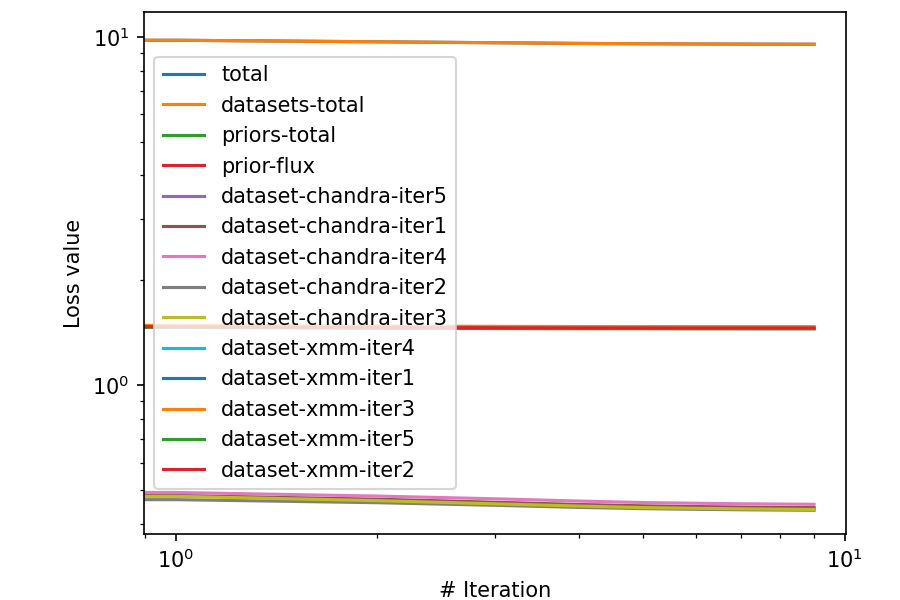 10¹
total
datasets-total
priors-total
prior-flux
dataset-chandra-iter5
dataset-chandra-iter1
dataset-chandra-iter4
dataset-chandra-iter2
dataset-chandra-iter3
dataset-xmm-iter4
dataset-xmm-iter1
dataset-xmm-iter3
dataset-xmm-iter5
dataset-xmm-iter2
Loss value
10⁰
10⁰
10¹
# Iteration